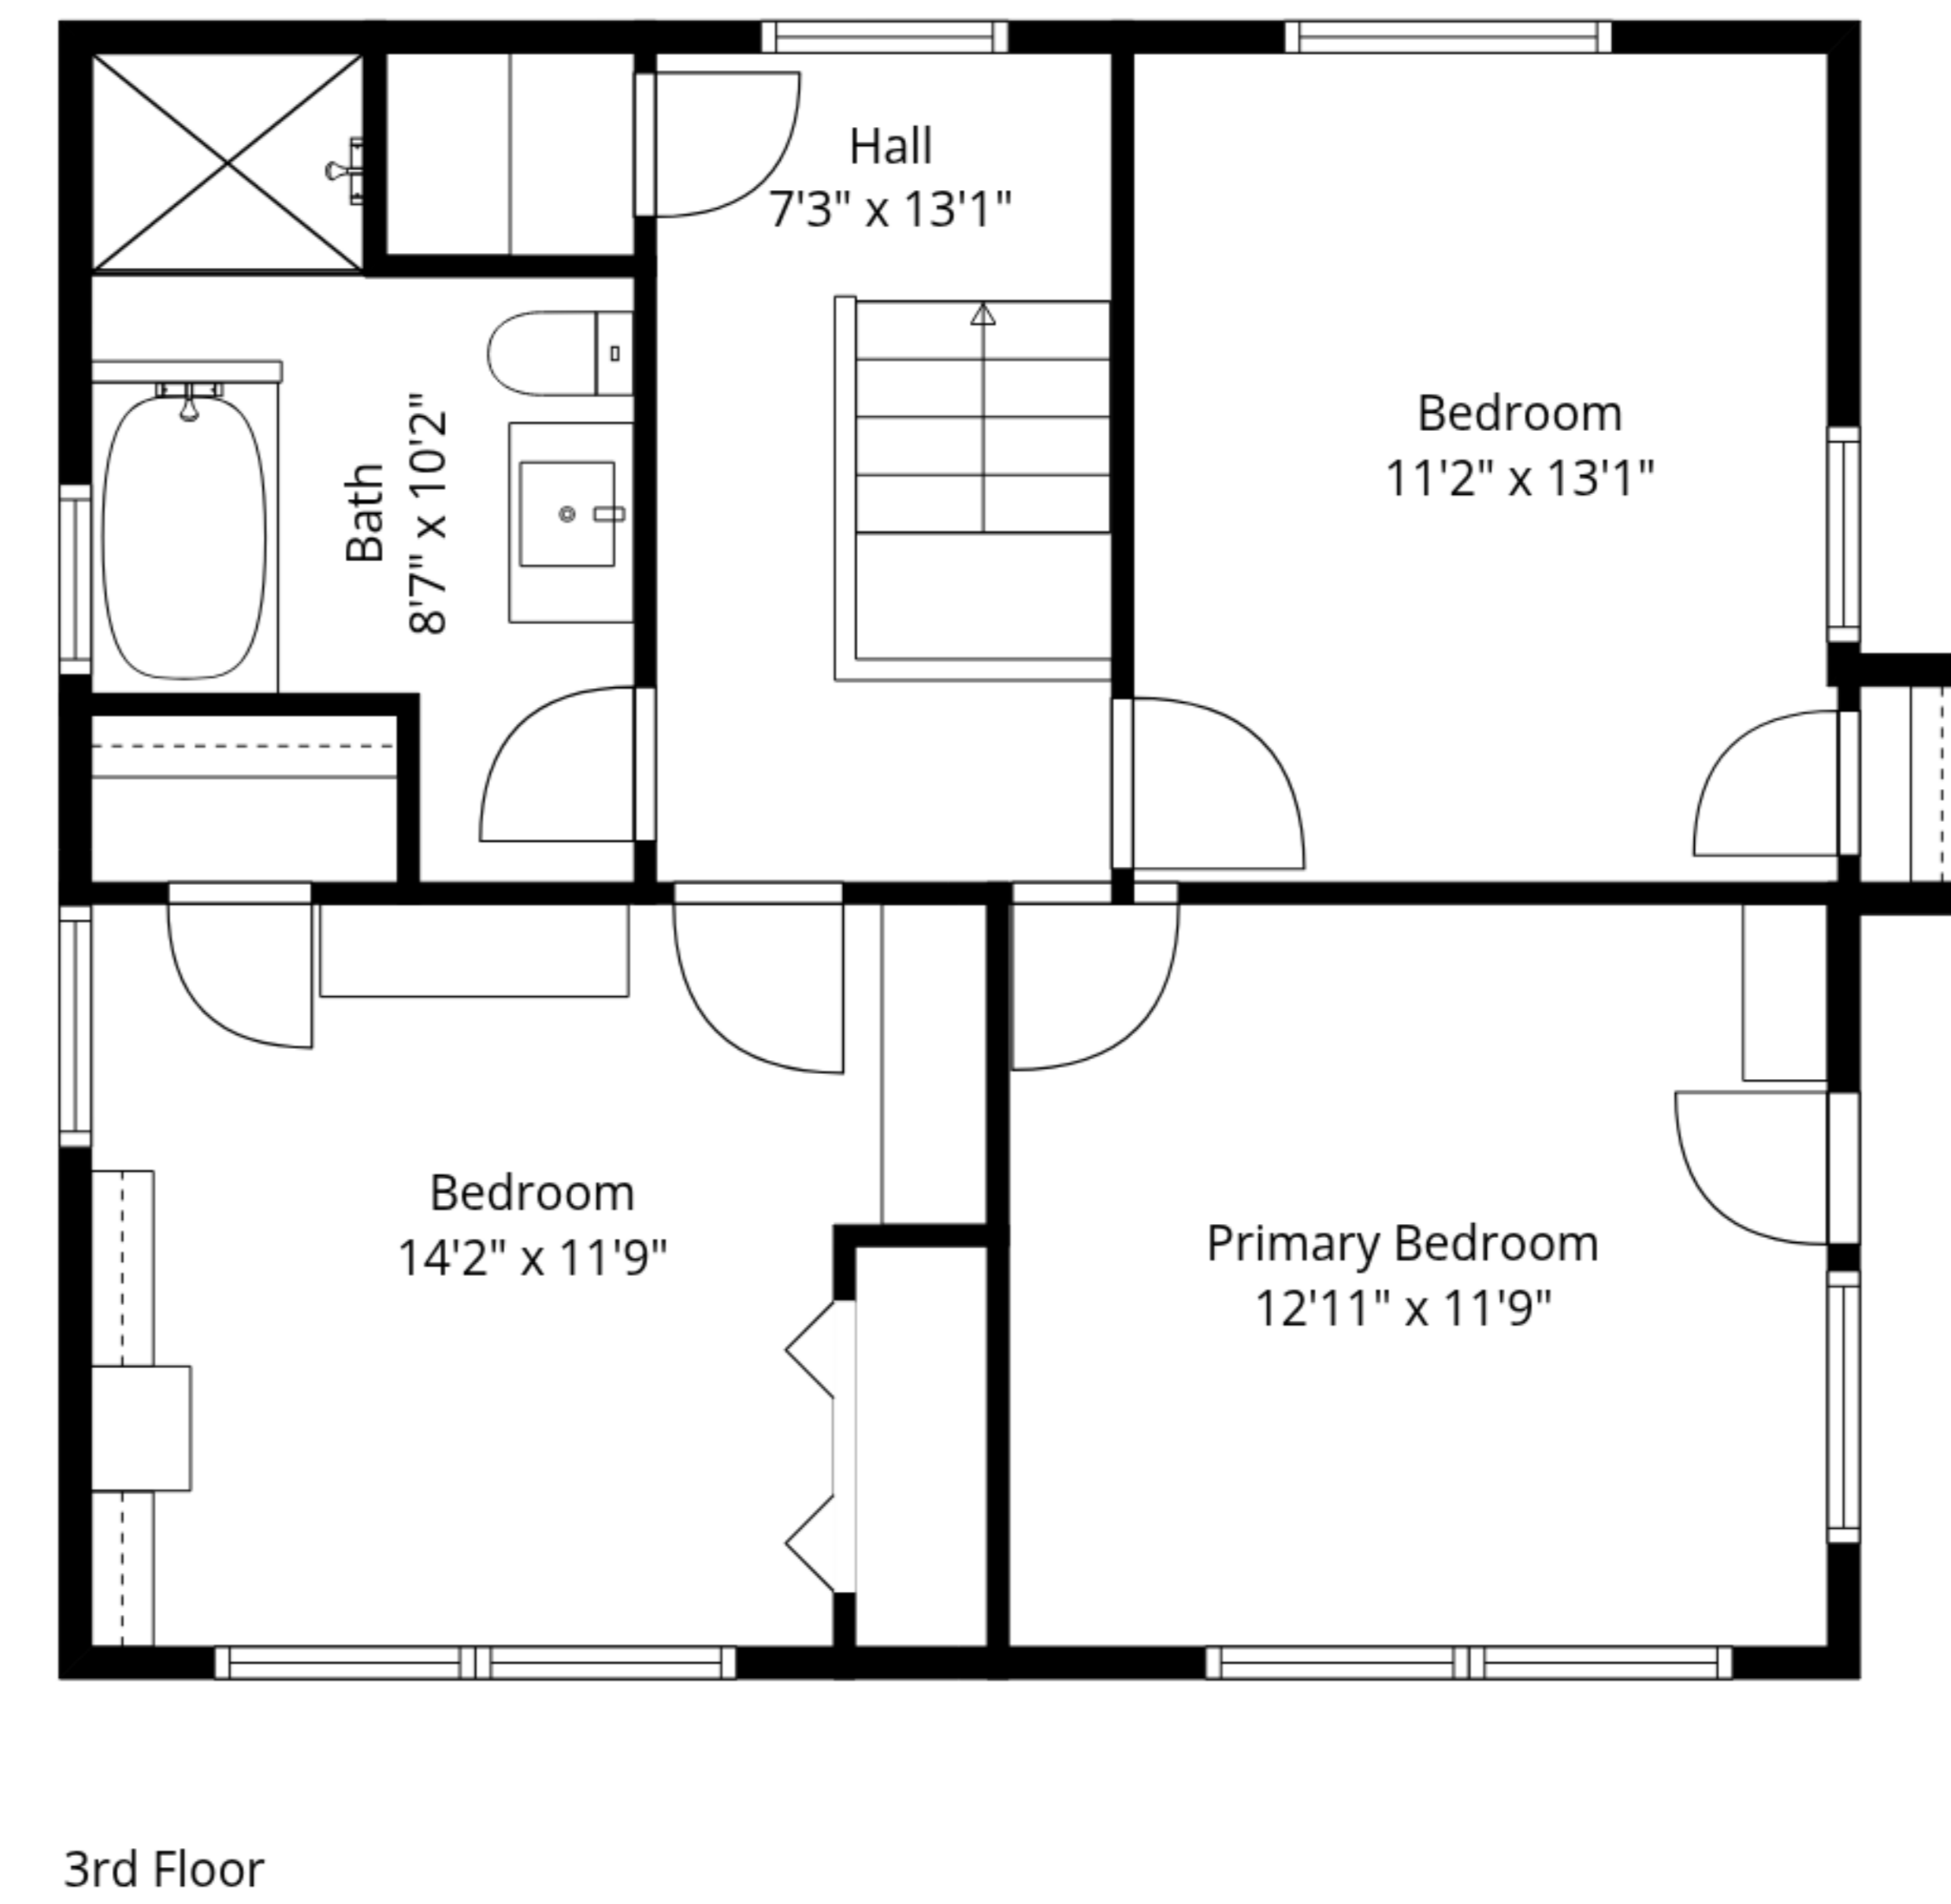 Hall
7'3" x 13'1"
Bedroom
11'2" x 13'1"
Bath
8'7" x 10'2"
Bedroom
14'2" x 11'9"
Primary Bedroom
12'11" x 11'9"
3rd Floor